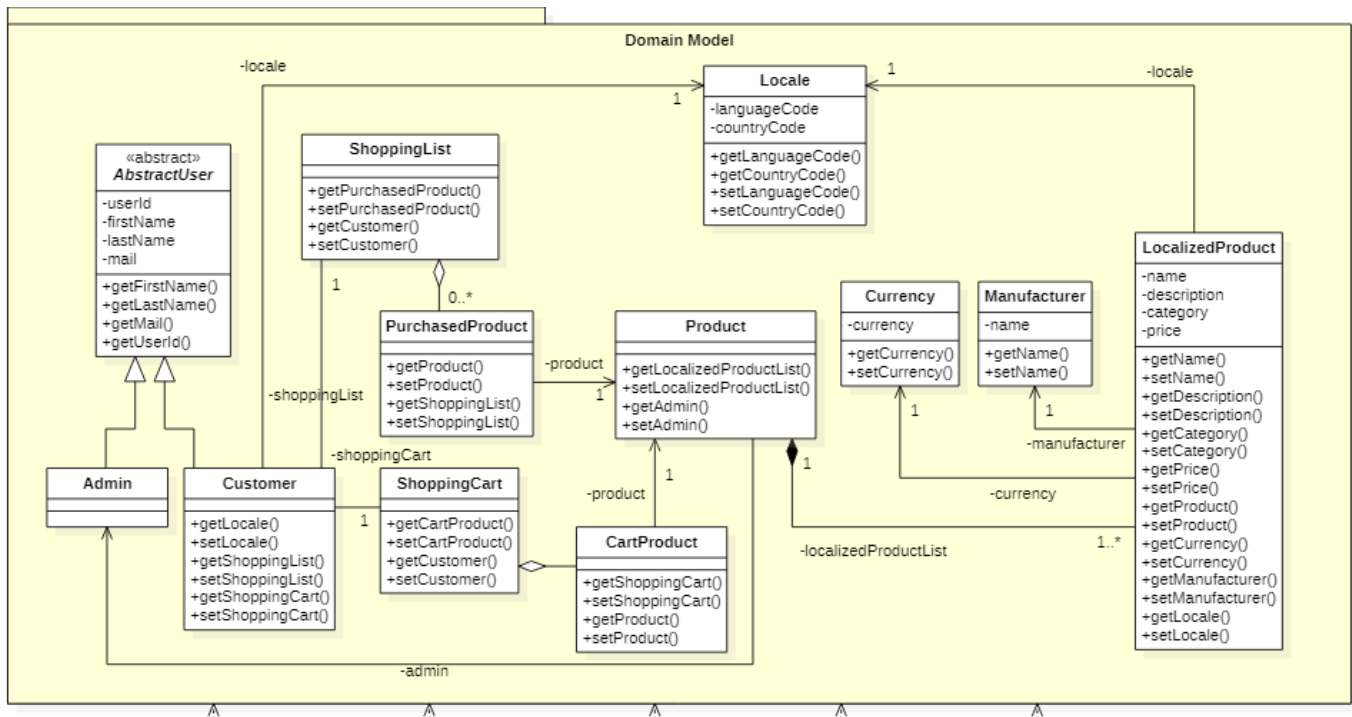 Domain Model
-locale
1
Locale
-languageCode
-countryCode
+getLanguageCode()
+getCountryCode()
+setLanguageCode()
+setCountryCode()
1
-locale
«abstract»
AbstractUser
-userId
-firstName
-lastName
-mail
+getFirstName()
+getLastName()
+getMail()
+getUserId()
ShoppingList
+getPurchasedProduct()
+setPurchasedProduct()
+getCustomer()
+setCustomer()
1
0..*
-shoppingList
PurchasedProduct
+getProduct()
+setProduct()
+getShoppingList()
+setShoppingList()
-product
1
Product
+getLocalizedProductList()
+setLocalizedProductList()
+getAdmin()
+setAdmin()
Currency
-currency
+getCurrency()
+setCurrency()
1
Manufacturer
-name
+getName()
+setName()
1
-manufacturer
-currency
LocalizedProduct
-name
-description
-category
-price
+getName()
+setName()
+getDescription()
+setDescription()
+getCategory()
+setCategory()
+getPrice()
+setPrice()
+getProduct()
+setProduct()
+getCurrency()
+setCurrency()
+getManufacturer()
+setManufacturer()
+getLocale()
+setLocale()
Admin
Customer
+getLocale()
+setLocale()
+getShoppingList()
+setShoppingList()
+getShoppingCart()
+setShoppingCart()
-shoppingCart
1
ShoppingCart
+getCartProduct()
+setCartProduct()
+getCustomer()
+setCustomer()
-product
1
CartProduct
+getShoppingCart()
+setShoppingCart()
+getProduct()
+setProduct()
1
-localizedProductList
1..*
-admin